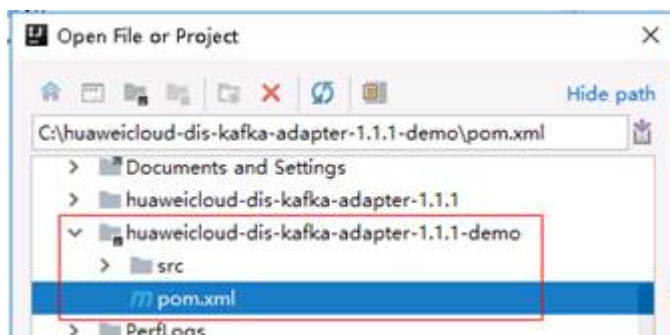 Open File or Project
Hide path
C:\huaweicloud-dis-kafka-adapter-1.1.1-demo\pom.xml
Documents and Settings
huaweicloud-dis-kafka-adapter-1.1.1
huaweicloud-dis-kafka-adapter-1.1.1-demo
src
pom.xml
PerfLogs